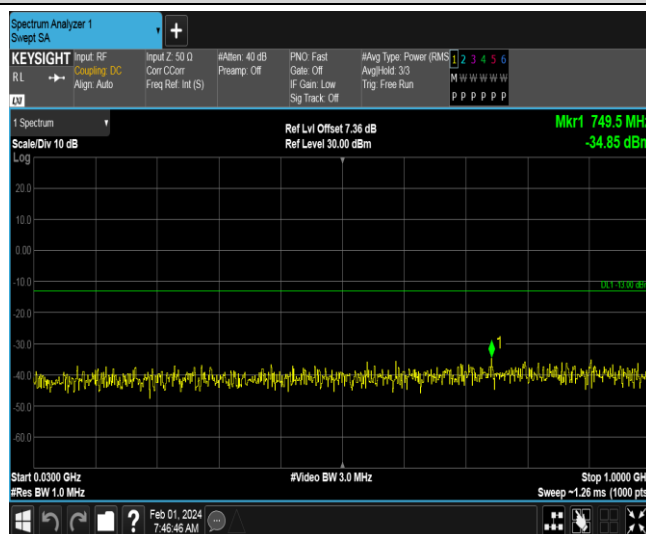 Spectrum Analyzer 1
Swept SA
+
KEYSIGHT Input: RF Input Z: 50 Ω #Atten: 40 dB PNO: Fast #Avg Type: Power (RMS 1 2 3 4 5 6
RL Coupling: DC Corr CCorr Preamp: Off Gate: Off Avg|Hold: 3/3 M W W W W W
Align: Auto Freq Ref: Int (S) IF Gain: Low Trig: Free Run
Sig Track: Off P P P P P P
LXI
1 Spectrum Ref Lvl Offset 7.36 dB Mkr1 749.5 MHz
Scale/Div 10 dB Ref Level 30.00 dBm -34.85 dBm
Log
20.0
10.0
0.00
-10.0
DL1 -13.00 dBm
-20.0
-30.0
1
-40.0
-50.0
-60.0
Start 0.0300 GHz #Video BW 3.0 MHz Stop 1.0000 GHz
#Res BW 1.0 MHz Sweep ~1.26 ms (1000 pts
? Feb 01, 2024
7:46:46 AM